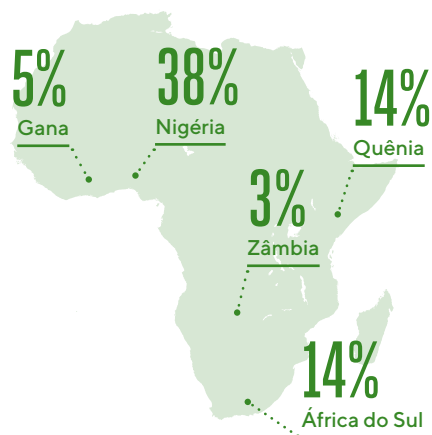 5%
Gana
38%
Nigéria
14%
Quênia
3%
Zâmbia
14%
África do Sul